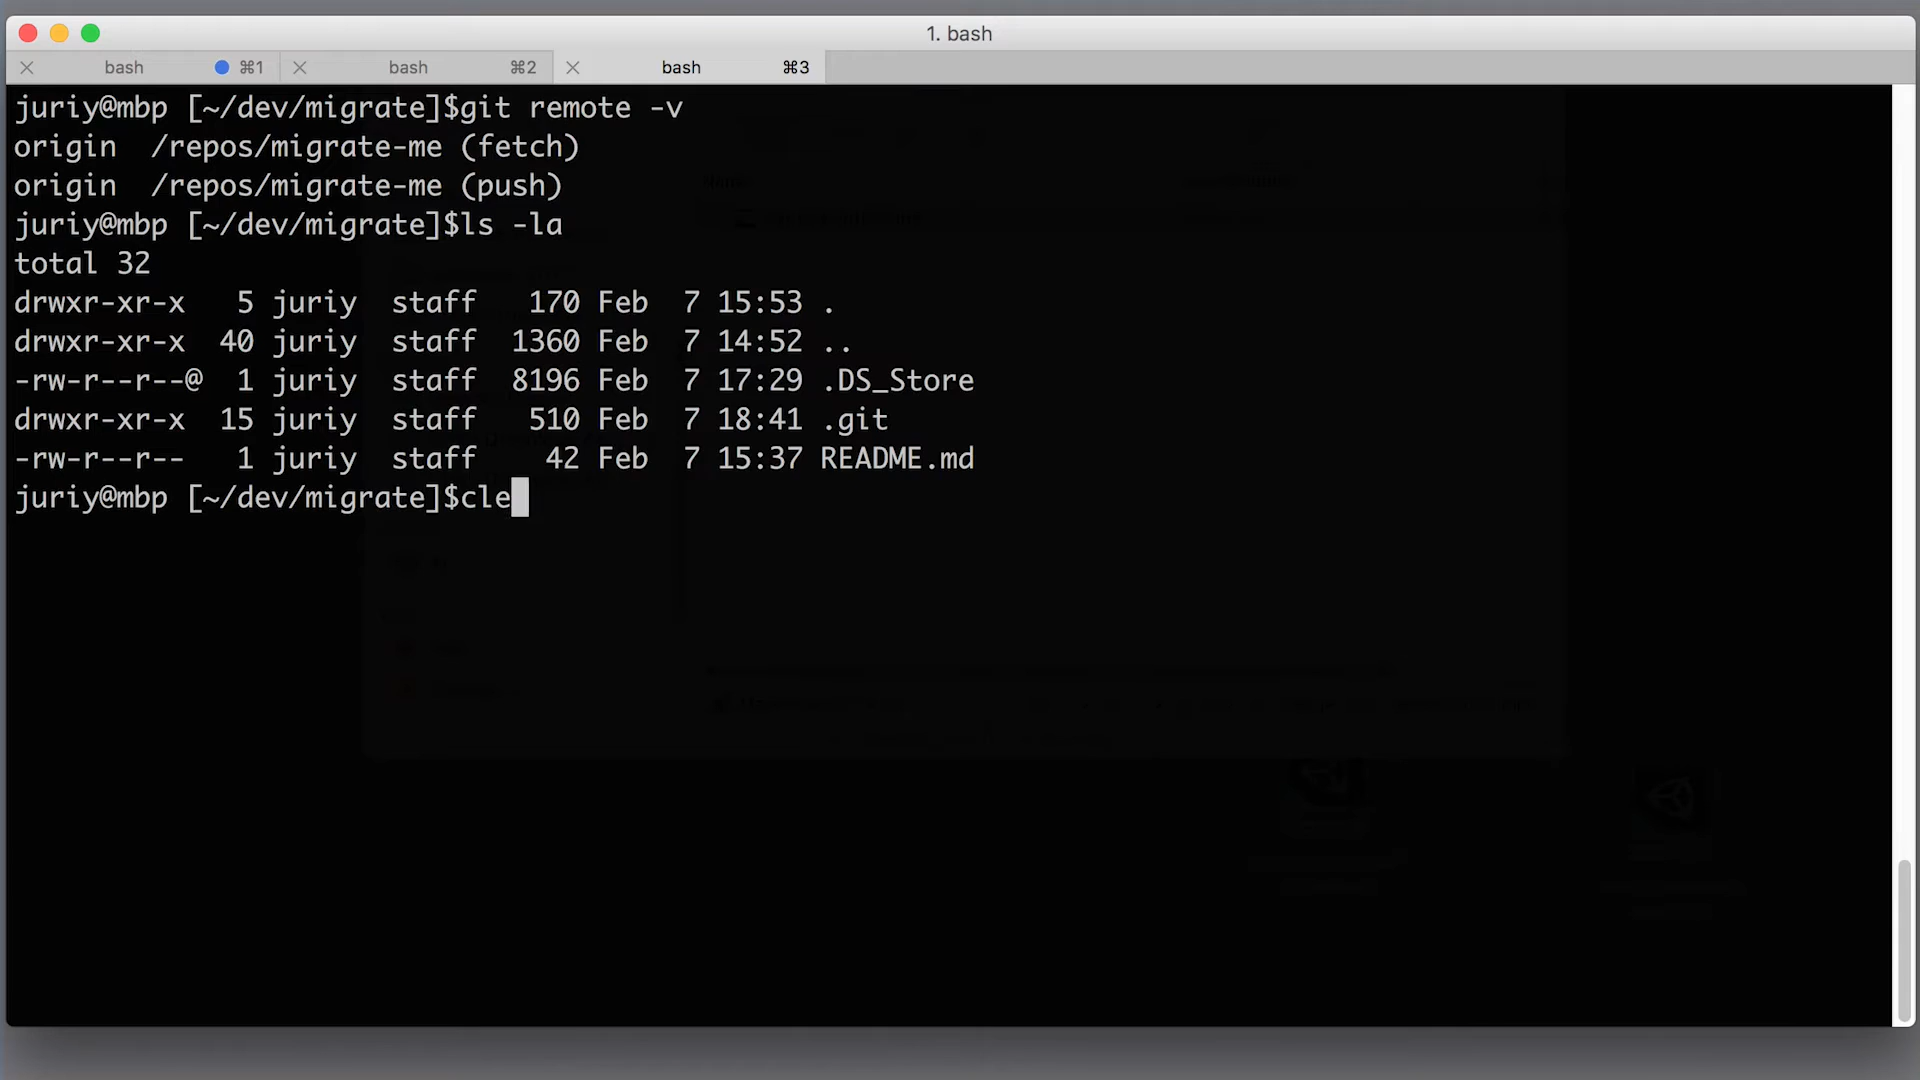 1. bash
bash ⌘1 bash ⌘2 bash ⌘3
juriy@mbp [~/dev/migrate]$git remote -v
origin  /repos/migrate-me (fetch)
origin  /repos/migrate-me (push)
juriy@mbp [~/dev/migrate]$ls -la
total 32
drwxr-xr-x   5 juriy  staff   170 Feb  7 15:53 .
drwxr-xr-x  40 juriy  staff  1360 Feb  7 14:52 ..
-rw-r--r--@  1 juriy  staff  8196 Feb  7 17:29 .DS_Store
drwxr-xr-x  15 juriy  staff   510 Feb  7 18:41 .git
-rw-r--r--   1 juriy  staff    42 Feb  7 15:37 README.md
juriy@mbp [~/dev/migrate]$cle